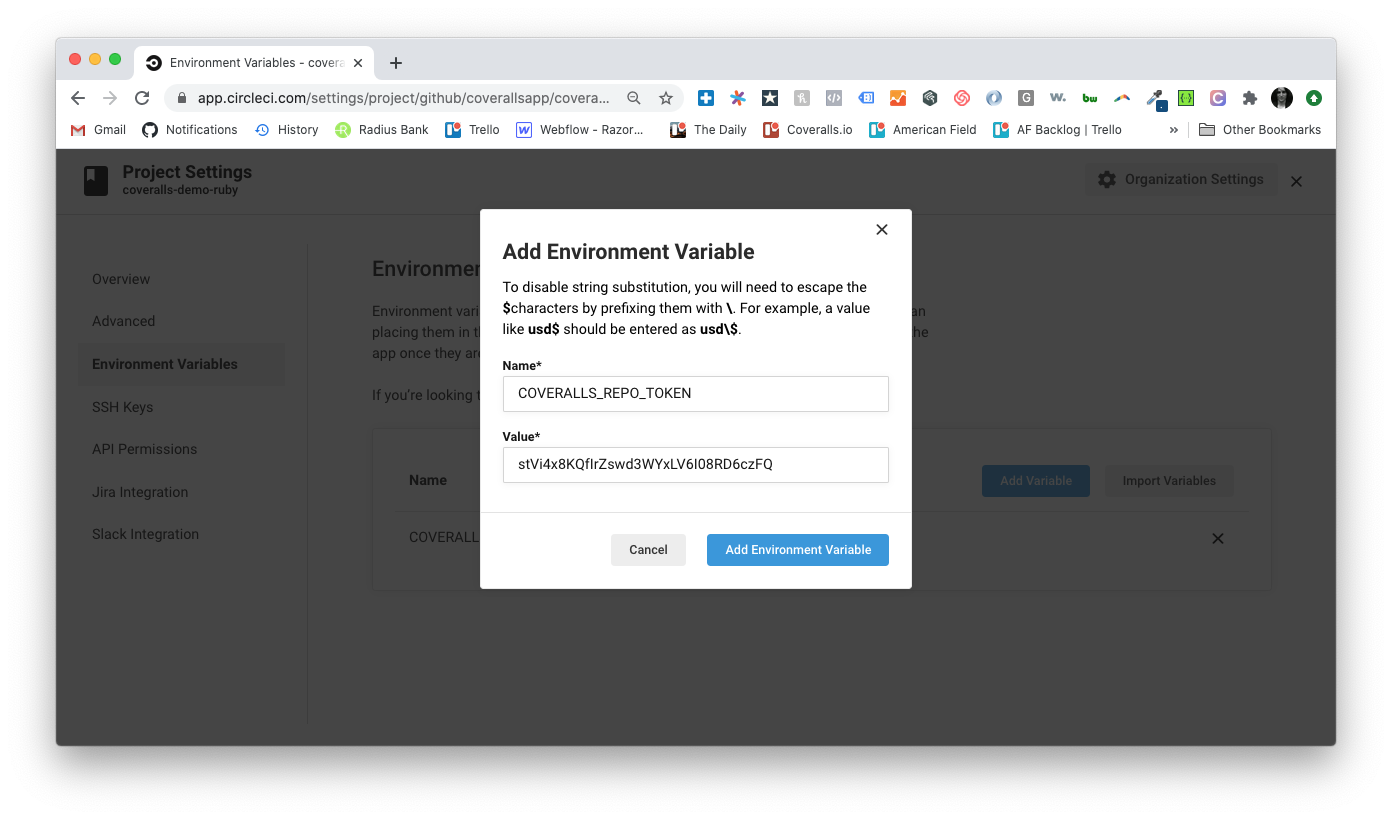 Environment Variables - covera
app.circleci.com/settings/project/github/coverallsapp/covera...
Gmail Notifications History Radius Bank Trello Webflow - Razor... The Daily Coveralls.io American Field AF Backlog | Trello » Other Bookmarks
Project Settings
coveralls-demo-ruby
Organization Settings
Overview
Advanced
Environment Variables
SSH Keys
API Permissions
Jira Integration
Slack Integration
Environmen
Environment vari
an
placing them in t
the
app once they are
If you're looking t
Name
Add Variable
Import Variables
COVERALL
Add Environment Variable
To disable string substitution, you will need to escape the
$characters by prefixing them with \. For example, a value
like usd$ should be entered as usd\$.
Name*
COVERALLS_REPO_TOKEN
Value*
stVi4x8KQfIrZswd3WYxLV6I08RD6czFQ
Cancel
Add Environment Variable